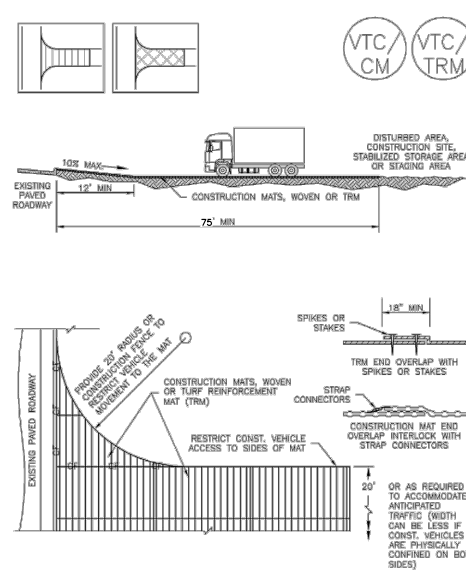 VTC/
CM
VTC/
TRM
DISTURBED AREA,
CONSTRUCTION SITE,
STABILIZED STORAGE AREA
OR STAGING AREA
10% MAX
EXISTING
PAVED
ROADWAY
12' MIN
CONSTRUCTION MATS, WOVEN OR TRM
75' MIN
PROVIDE 20' RADIUS OR
CONSTRUCTION FENCE TO
RESTRICT VEHICLE
MOVEMENT TO THE MAT
EXISTING PAVED ROADWAY
CONSTRUCTION MATS, WOVEN
OR TURF REINFORCEMENT
MAT (TRM)
RESTRICT CONST. VEHICLE
ACCESS TO SIDES OF MAT
18" MIN
SPIKES OR
STAKES
TRM END OVERLAP WITH
SPIKES OR STAKES
STRAP
CONNECTORS
CONSTRUCTION MAT END
OVERLAP INTERLOCK WITH
STRAP CONNECTORS
20'
OR AS REQUIRED
TO ACCOMMODATE
ANTICIPATED
TRAFFIC (WIDTH
CAN BE LESS IF
CONST. VEHICLES
ARE PHYSICALLY
CONFINED ON BO
SIDES)